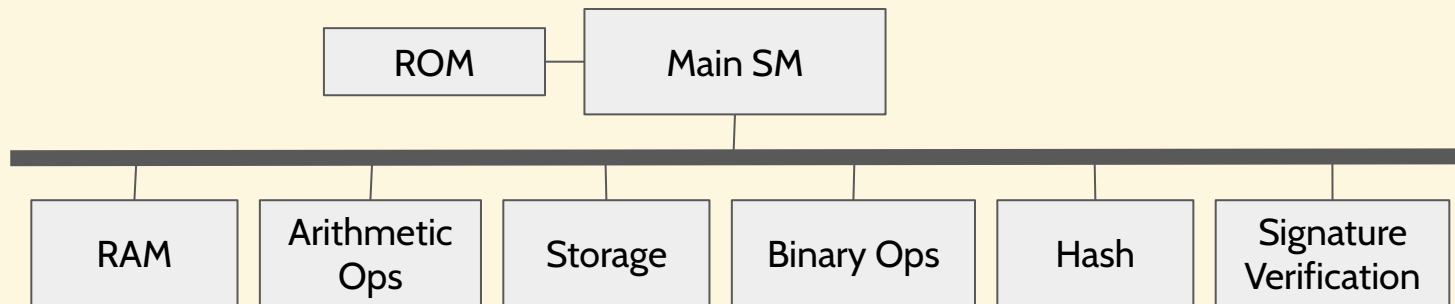 ROM
Main SM
RAM
Arithmetic
Ops
Storage
Binary Ops
Hash
Signature
Verification